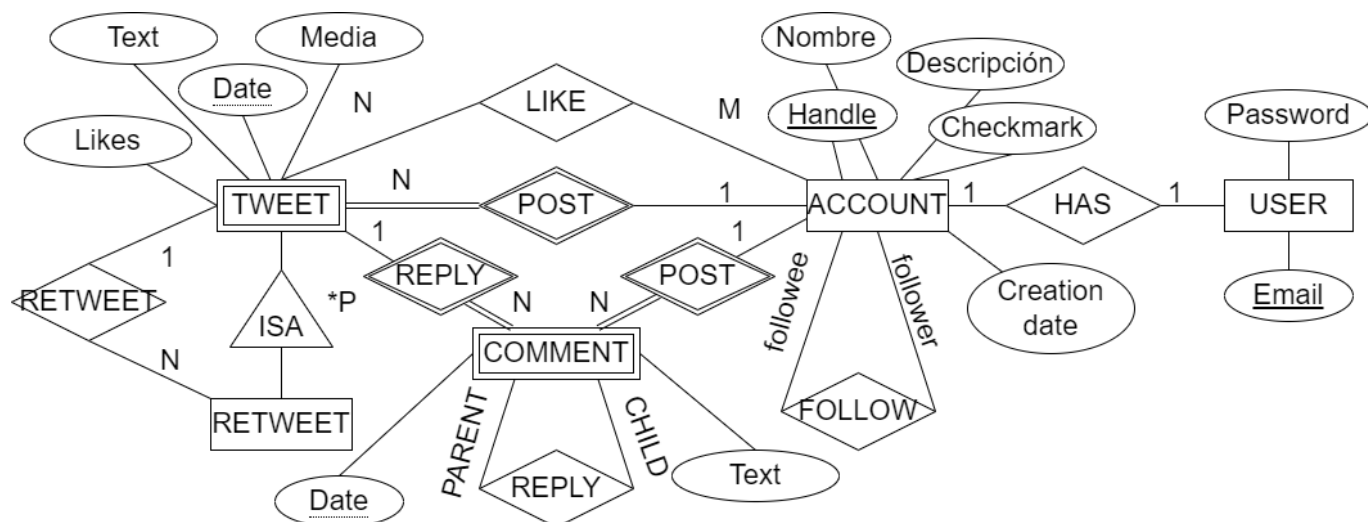 Text
Media
Nombre
Date
N
LIKE
Descripción
Likes
M
Handle
Checkmark
Password
TWEET
N
POST
1
ACCOUNT
1
HAS
1
USER
1
1
REPLY
1
POST
RETWEET
*P
ISA
N
N
followee
follower
Creation
date
Email
N
COMMENT
RETWEET
PARENT
CHILD
FOLLOW
Date
REPLY
Text